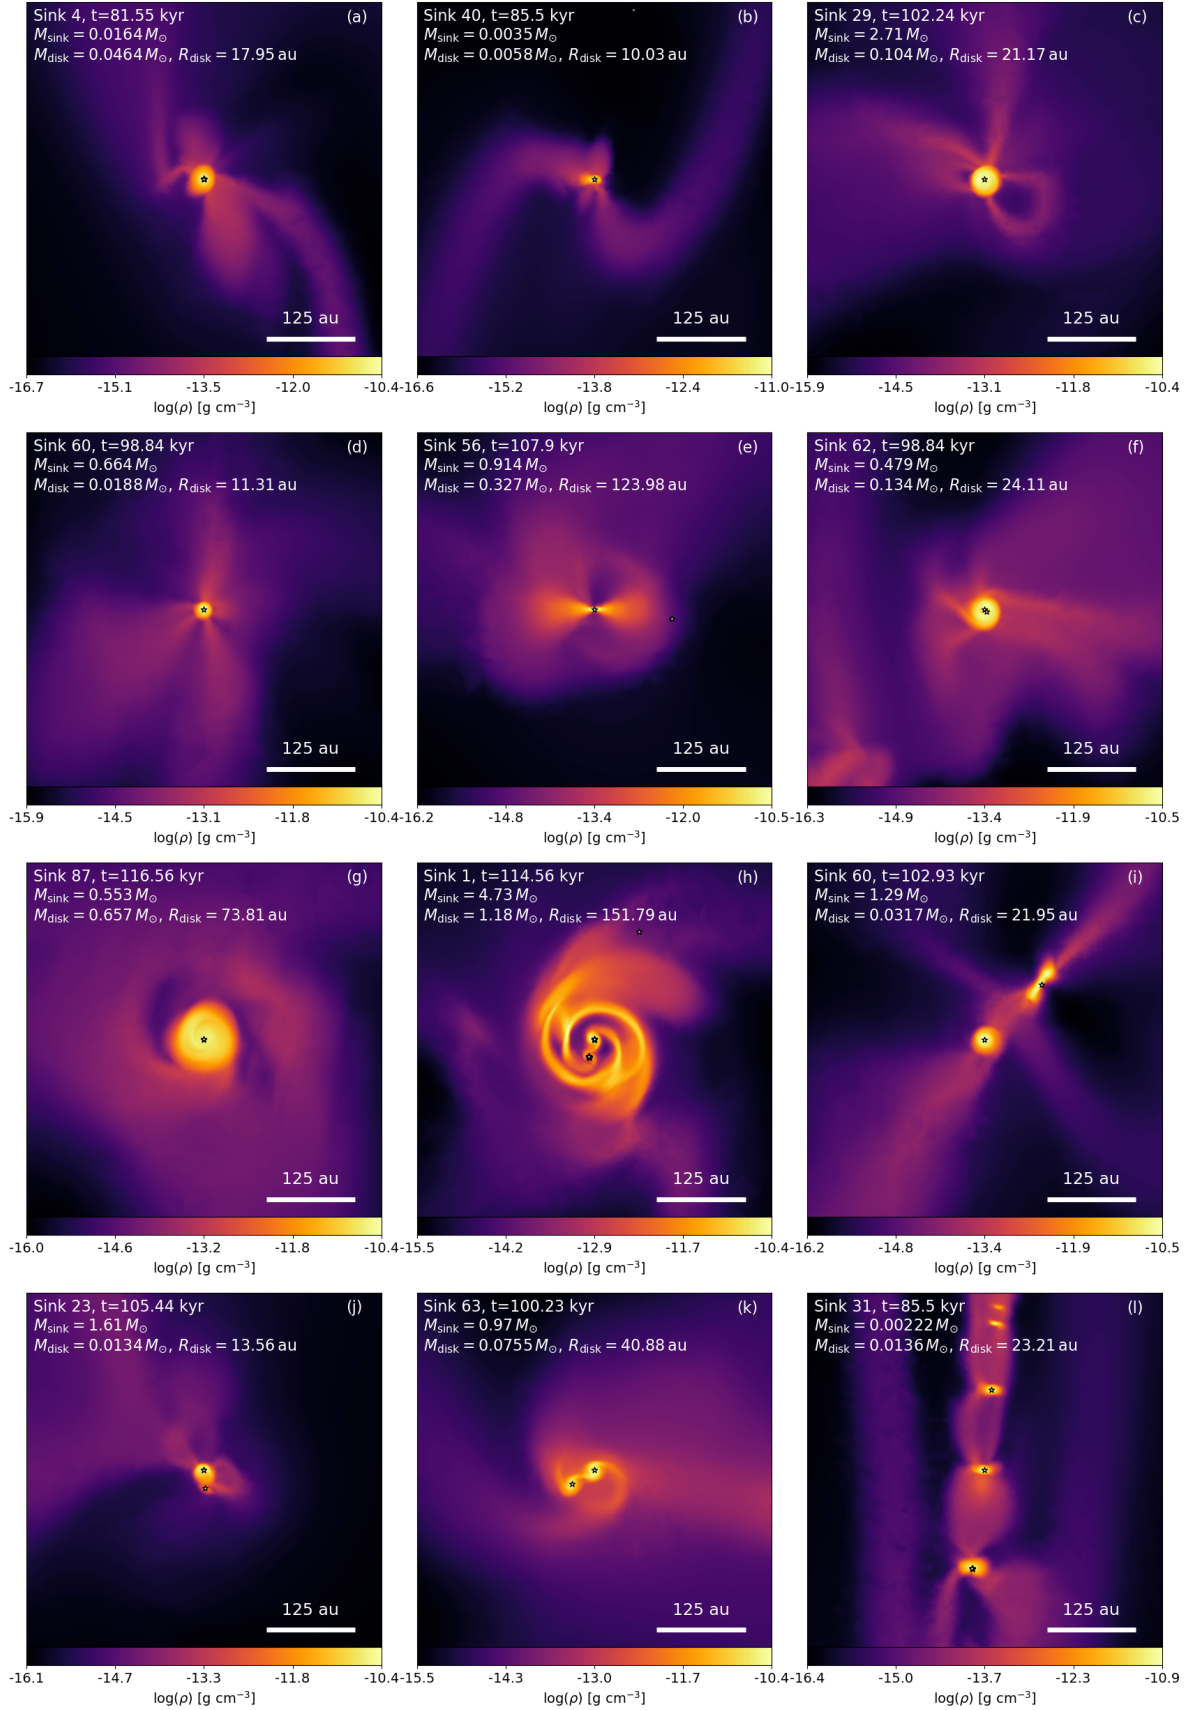 Sink 4, t=81.55 kyr (a)
M_sink = 0.0164 M_⊙
M_disk = 0.0464 M_⊙, R_disk = 17.95 au
125 au
-16.7 -15.1 -13.5 -12.0 -10.4
log(ρ) [g cm⁻³]
Sink 40, t=85.5 kyr (b)
M_sink = 0.0035 M_⊙
M_disk = 0.0058 M_⊙, R_disk = 10.03 au
125 au
-16.6 -15.2 -13.8 -12.4 -11.0
log(ρ) [g cm⁻³]
Sink 29, t=102.24 kyr (c)
M_sink = 2.71 M_⊙
M_disk = 0.104 M_⊙, R_disk = 21.17 au
125 au
-15.9 -14.5 -13.1 -11.8 -10.4
log(ρ) [g cm⁻³]
Sink 60, t=98.84 kyr (d)
M_sink = 0.664 M_⊙
M_disk = 0.0188 M_⊙, R_disk = 11.31 au
125 au
-15.9 -14.5 -13.1 -11.8 -10.4
log(ρ) [g cm⁻³]
Sink 56, t=107.9 kyr (e)
M_sink = 0.914 M_⊙
M_disk = 0.327 M_⊙, R_disk = 123.98 au
125 au
-16.2 -14.8 -13.4 -12.0 -10.5
log(ρ) [g cm⁻³]
Sink 62, t=98.84 kyr (f)
M_sink = 0.479 M_⊙
M_disk = 0.134 M_⊙, R_disk = 24.11 au
125 au
-16.3 -14.8 -13.4 -11.9 -10.5
log(ρ) [g cm⁻³]
Sink 87, t=116.56 kyr (g)
M_sink = 0.553 M_⊙
M_disk = 0.657 M_⊙, R_disk = 73.81 au
125 au
-16.0 -14.6 -13.2 -11.8 -10.4
log(ρ) [g cm⁻³]
Sink 1, t=114.56 kyr (h)
M_sink = 4.73 M_⊙
M_disk = 1.18 M_⊙, R_disk = 151.79 au
125 au
-15.5 -14.2 -12.9 -11.7 -10.4
log(ρ) [g cm⁻³]
Sink 60, t=102.93 kyr (i)
M_sink = 1.29 M_⊙
M_disk = 0.0317 M_⊙, R_disk = 21.95 au
125 au
-16.2 -14.8 -13.4 -11.9 -10.5
log(ρ) [g cm⁻³]
Sink 23, t=105.44 kyr (j)
M_sink = 1.61 M_⊙
M_disk = 0.0134 M_⊙, R_disk = 13.56 au
125 au
-16.1 -14.7 -13.3 -11.8 -10.4
log(ρ) [g cm⁻³]
Sink 63, t=100.23 kyr (k)
M_sink = 0.97 M_⊙
M_disk = 0.0755 M_⊙, R_disk = 40.88 au
125 au
-15.5 -14.3 -13.0 -11.7 -10.4
log(ρ) [g cm⁻³]
Sink 31, t=85.5 kyr (l)
M_sink = 0.00222 M_⊙
M_disk = 0.0136 M_⊙, R_disk = 23.21 au
125 au
-16.4 -15.0 -13.7 -12.3 -10.9
log(ρ) [g cm⁻³]